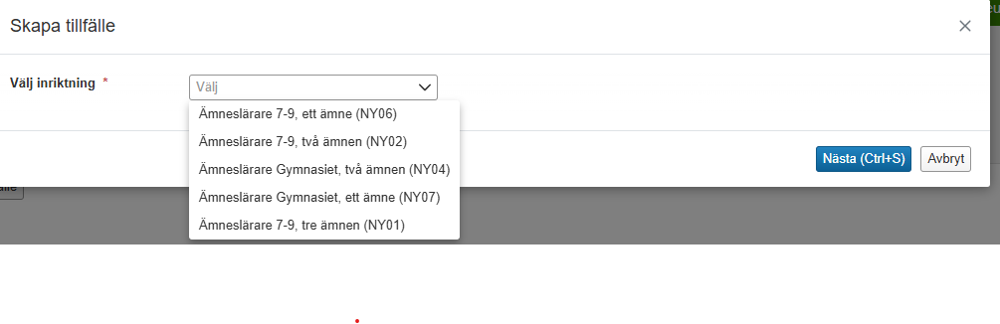 Skapa tillfälle
Välj inriktning *
Välj
Ämneslärare 7-9, ett ämne (NY06)
Ämneslärare 7-9, två ämnen (NY02)
Ämneslärare Gymnasiet, två ämnen (NY04)
Ämneslärare Gymnasiet, ett ämne (NY07)
Ämneslärare 7-9, tre ämnen (NY01)
Nästa (Ctrl+S) Avbryt